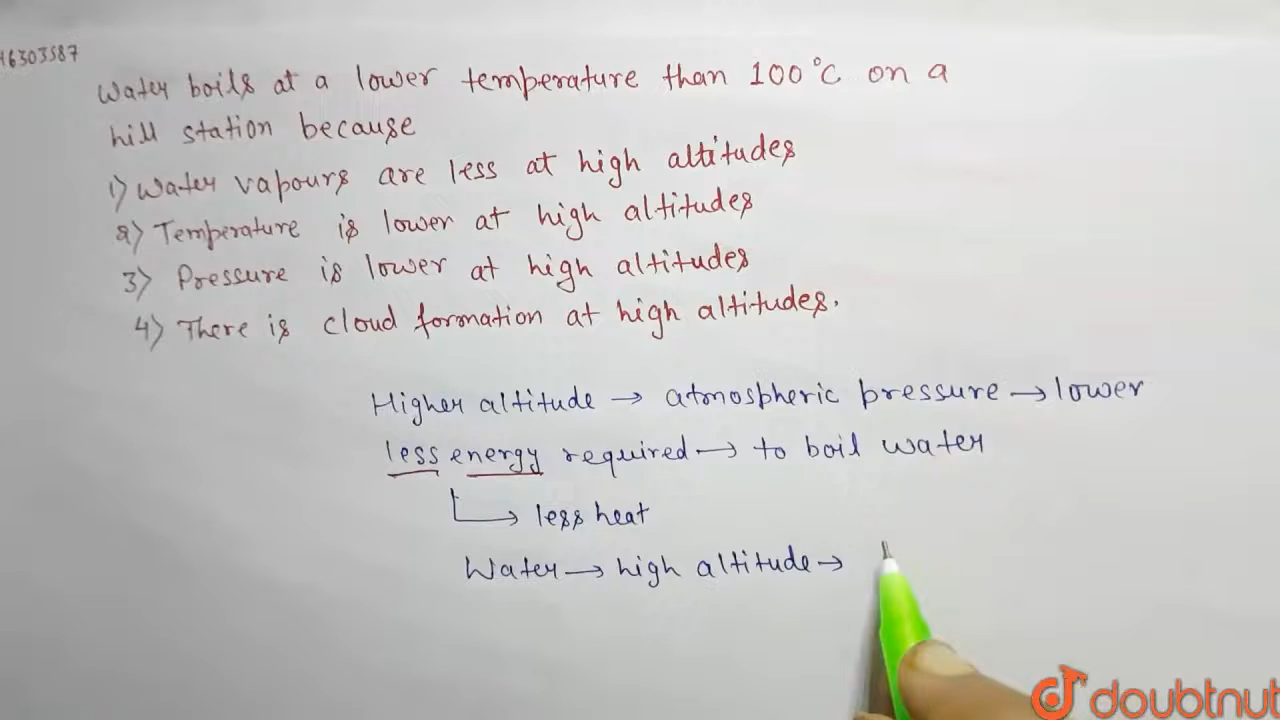 16303587
Water boils at a lower temperature than 100°C on a
hill station because
1) Water vapours are less at high altitudes
2) Temperature is lower at high altitudes
3) Pressure is lower at high altitudes
4) There is cloud formation at high altitudes.
Higher altitude → atmospheric pressure → lower
less energy required → to boil water
→ less heat
Water → high altitude →
doubtnut